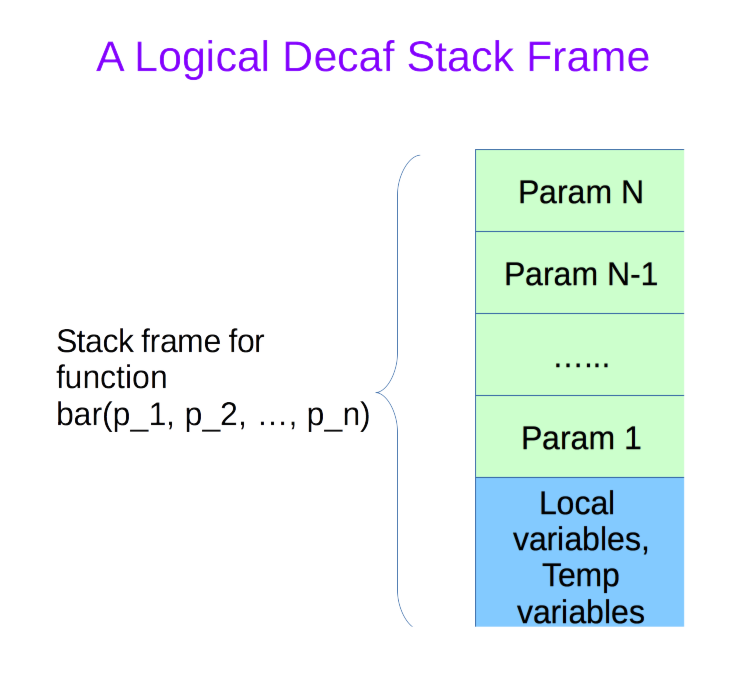 A Logical Decaf Stack Frame
Param N
Param N-1
…...
Param 1
Stack frame for
function
bar(p_1, p_2, …, p_n)
Local
variables,
Temp
variables